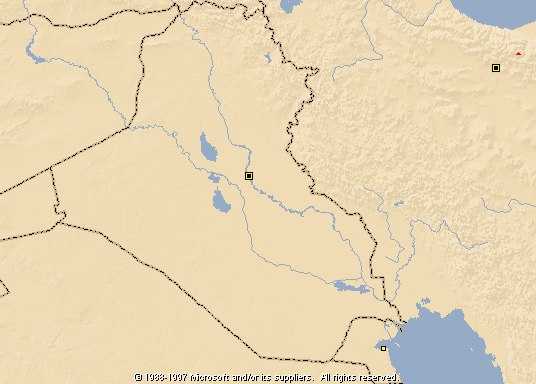 © 1988-1997 Microsoft and/or its suppliers. All rights reserved.